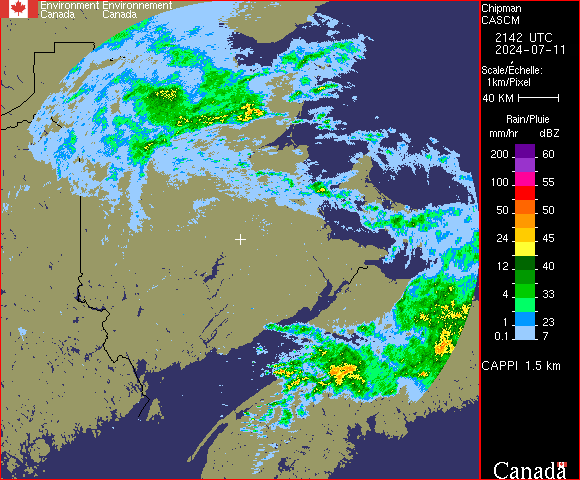 Environment Environnement
Canada Canada
Chipman
CASCM
2142 UTC
2024-07-11
Scale/Échelle:
1km/Pixel
40 KM
Rain/Pluie
mm/hr dBZ
200 60
100 55
50 50
24 45
12 40
4 33
1 23
0.1 7
CAPPI 1.5 km
Canada